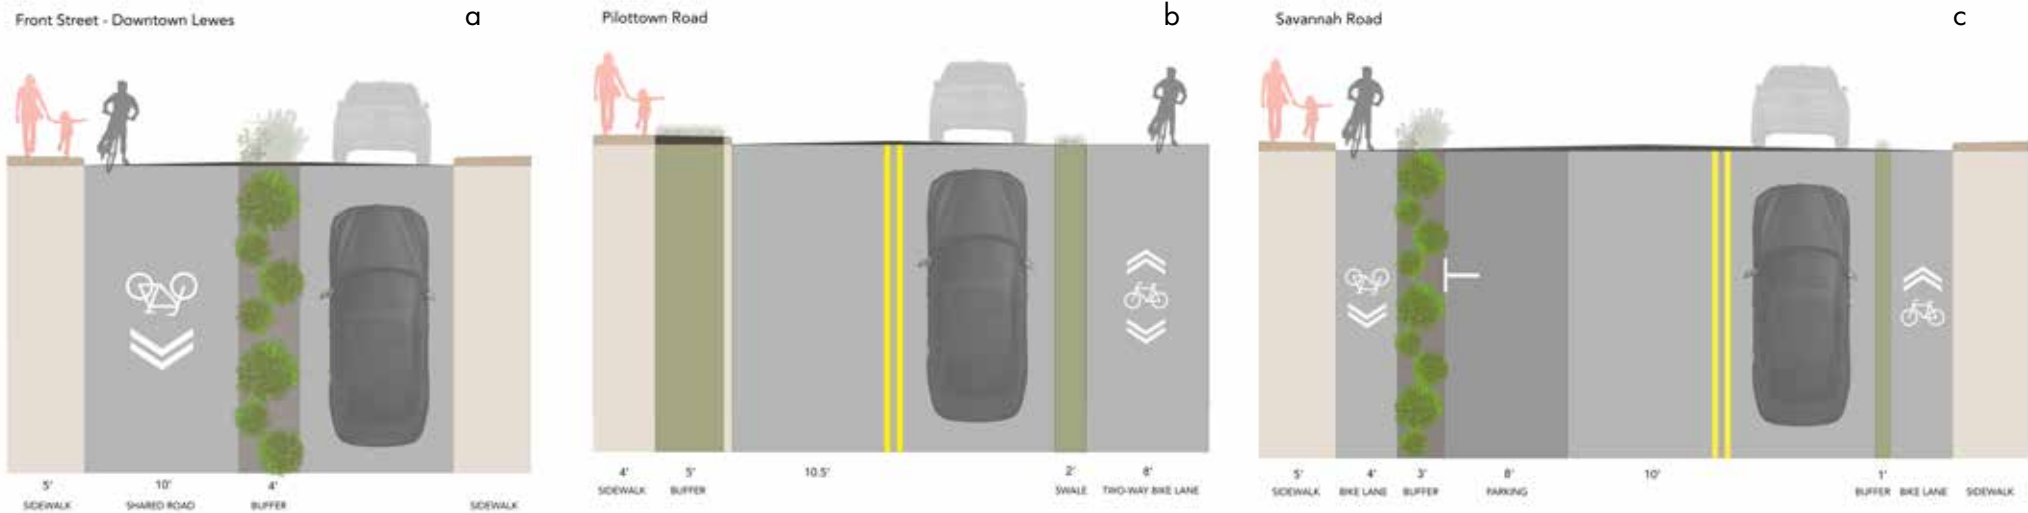 Front Street - Downtown Lewes
a
5' 10' 4'
SIDEWALK SHARED ROAD BUFFER SIDEWALK
Pilottown Road
b
4' 5' 10.5' 2' 8'
SIDEWALK BUFFER SWALE TWO-WAY BIKE LANE
Savannah Road
c
5' 4' 3' 8' 10' 1'
SIDEWALK BIKE LANE BUFFER PARKING BUFFER BIKE LANE SIDEWALK